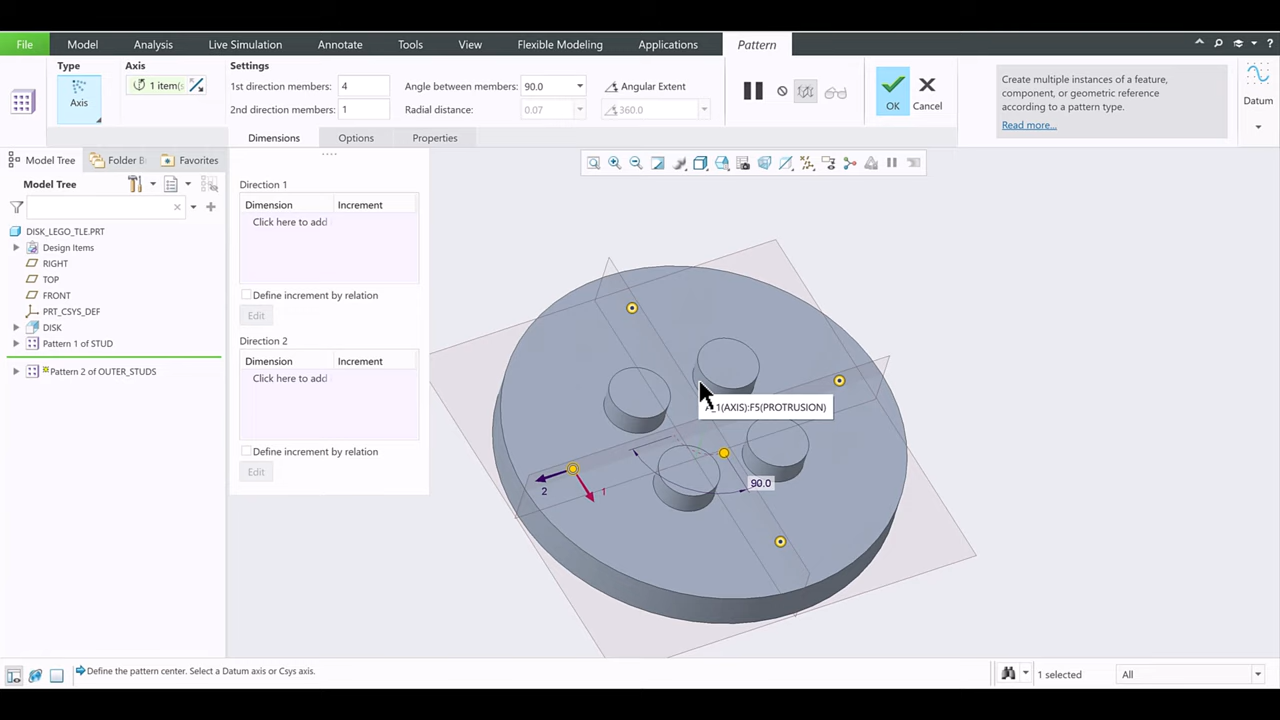 File Model Analysis Live Simulation Annotate Tools View Flexible Modeling Applications Pattern
Type Axis Settings
Axis
1 item(s
1st direction members: 4 Angle between members: 90.0 Angular Extent
2nd direction members: 1 Radial distance: 0.07 360.0
OK Cancel
Create multiple instances of a feature,
component, or geometric reference
according to a pattern type.
Read more...
Datum
Dimensions Options Properties
Model Tree Folder B Favorites
Model Tree
DISK_LEGO_TLE.PRT
Design Items
RIGHT
TOP
FRONT
PRT_CSYS_DEF
DISK
Pattern 1 of STUD
Pattern 2 of OUTER_STUDS
Direction 1
Dimension Increment
Click here to add
Define increment by relation
Edit
Direction 2
Dimension Increment
Click here to add
Define increment by relation
Edit
_1(AXIS):F5(PROTRUSION)
90.0
2 1
Define the pattern center. Select a Datum axis or Csys axis.
1 selected
All